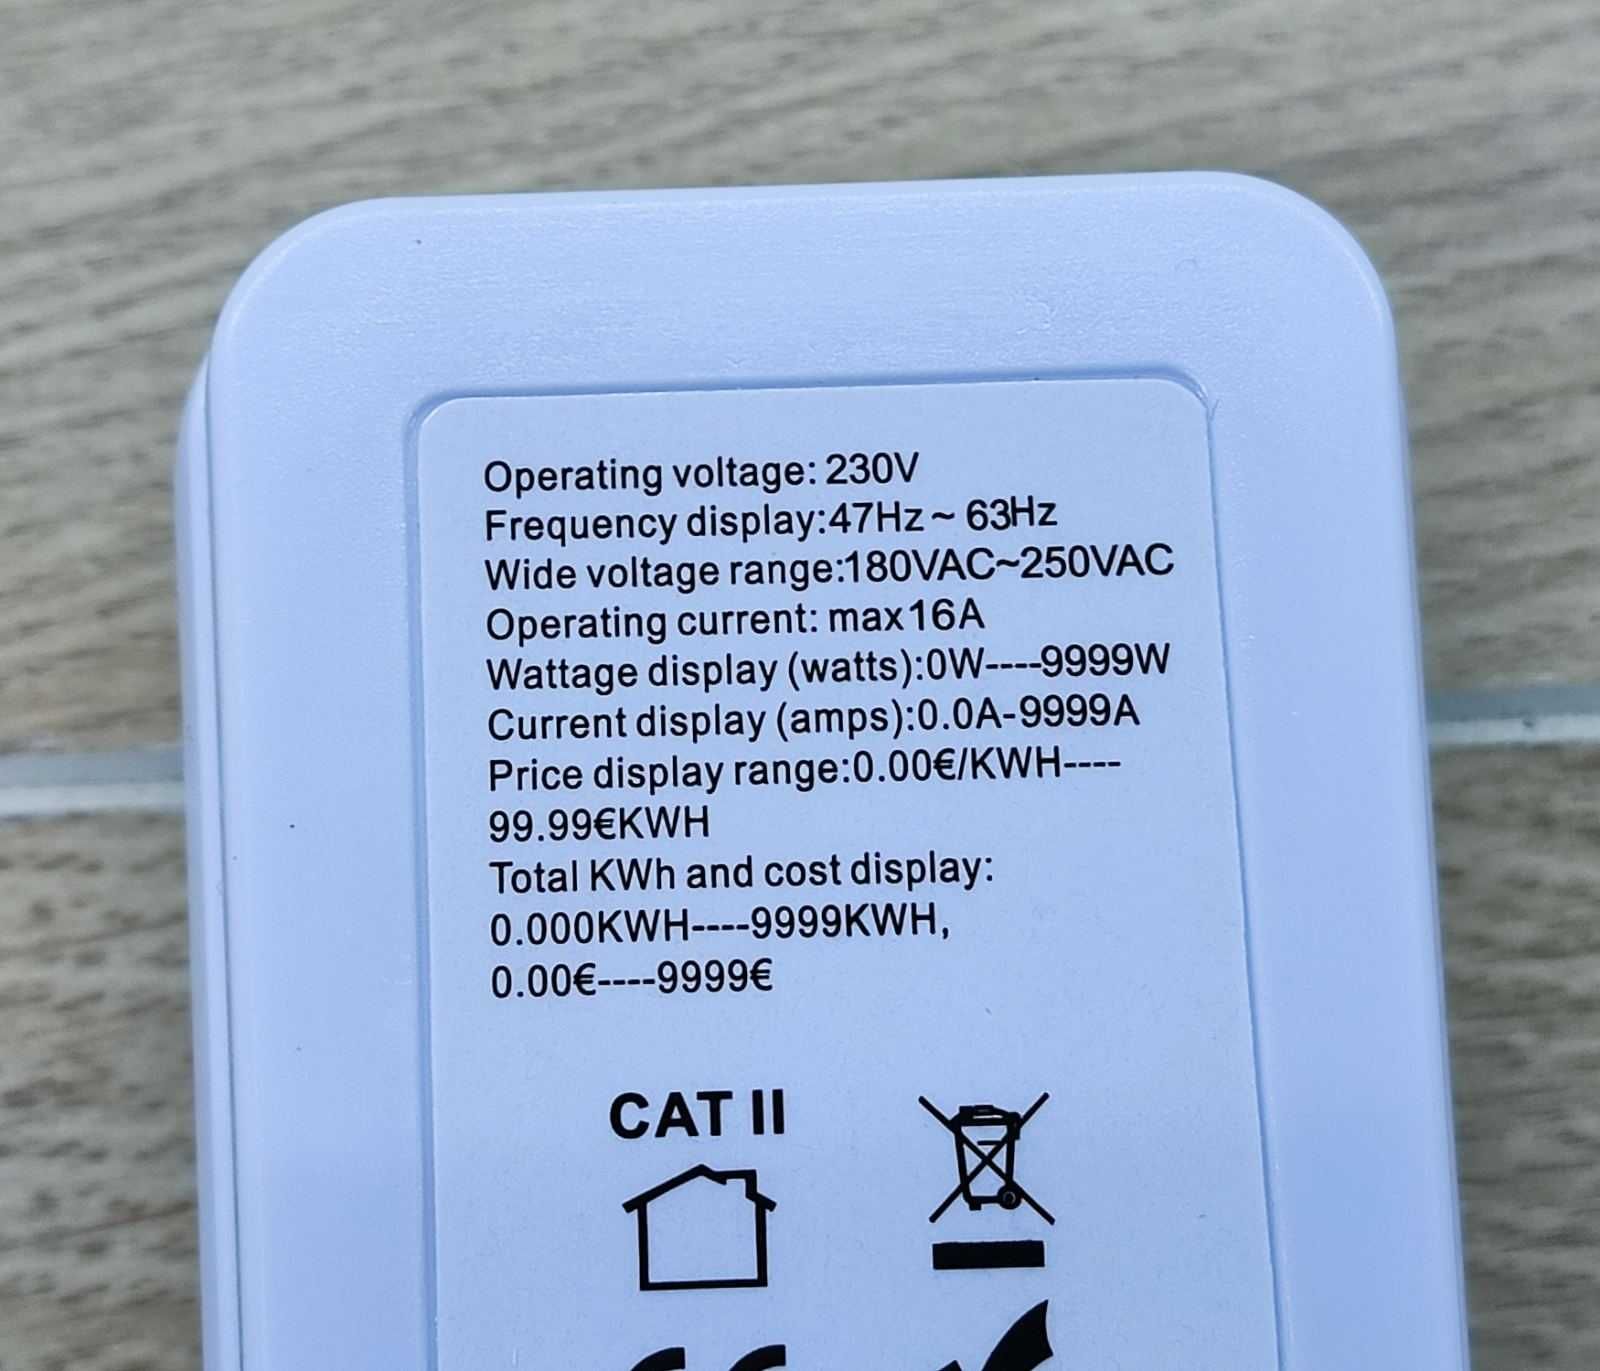 Operating voltage: 230V
Frequency display:47Hz~ 63Hz
Wide voltage range:180VAC~250VAC
Operating current: max16A
Wattage display (watts):0W----9999W
Current display (amps):0.0A-9999A
Price display range:0.00€/KWH----
99.99€KWH
Total KWh and cost display:
0.000KWH----9999KWH,
0.00€----9999€
CAT II